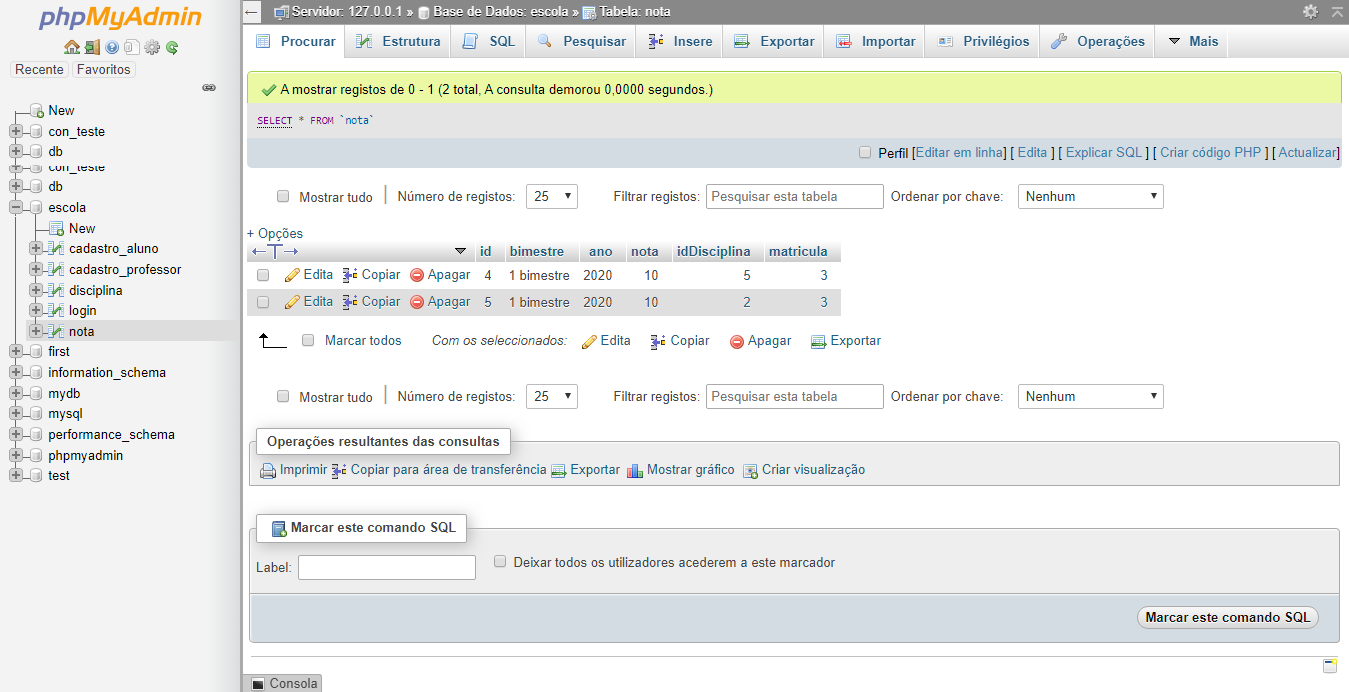 phpMyAdmin
Recente Favoritos
New
con_teste
db
con_teste
db
escola
New
cadastro_aluno
cadastro_professor
disciplina
login
nota
first
information_schema
mydb
mysql
performance_schema
phpmyadmin
test
Servidor: 127.0.0.1 » Base de Dados: escola » Tabela: nota
Procurar Estrutura SQL Pesquisar Insere Exportar Importar Privilégios Operações Mais
A mostrar registos de 0 - 1 (2 total, A consulta demorou 0,0000 segundos.)
SELECT * FROM `nota`
Perfil [Editar em linha] [ Edita ] [ Explicar SQL ] [ Criar código PHP ] [ Actualizar]
Mostrar tudo Número de registos: 25 Filtrar registos: Pesquisar esta tabela Ordenar por chave: Nenhum
+ Opções
←T→ id bimestre ano nota idDisciplina matricula
Edita Copiar Apagar 4 1 bimestre 2020 10 5 3
Edita Copiar Apagar 5 1 bimestre 2020 10 2 3
Marcar todos Com os seleccionados: Edita Copiar Apagar Exportar
Mostrar tudo Número de registos: 25 Filtrar registos: Pesquisar esta tabela Ordenar por chave: Nenhum
Operações resultantes das consultas
Imprimir Copiar para área de transferência Exportar Mostrar gráfico Criar visualização
Marcar este comando SQL
Label: Deixar todos os utilizadores acederem a este marcador
Marcar este comando SQL
Consola